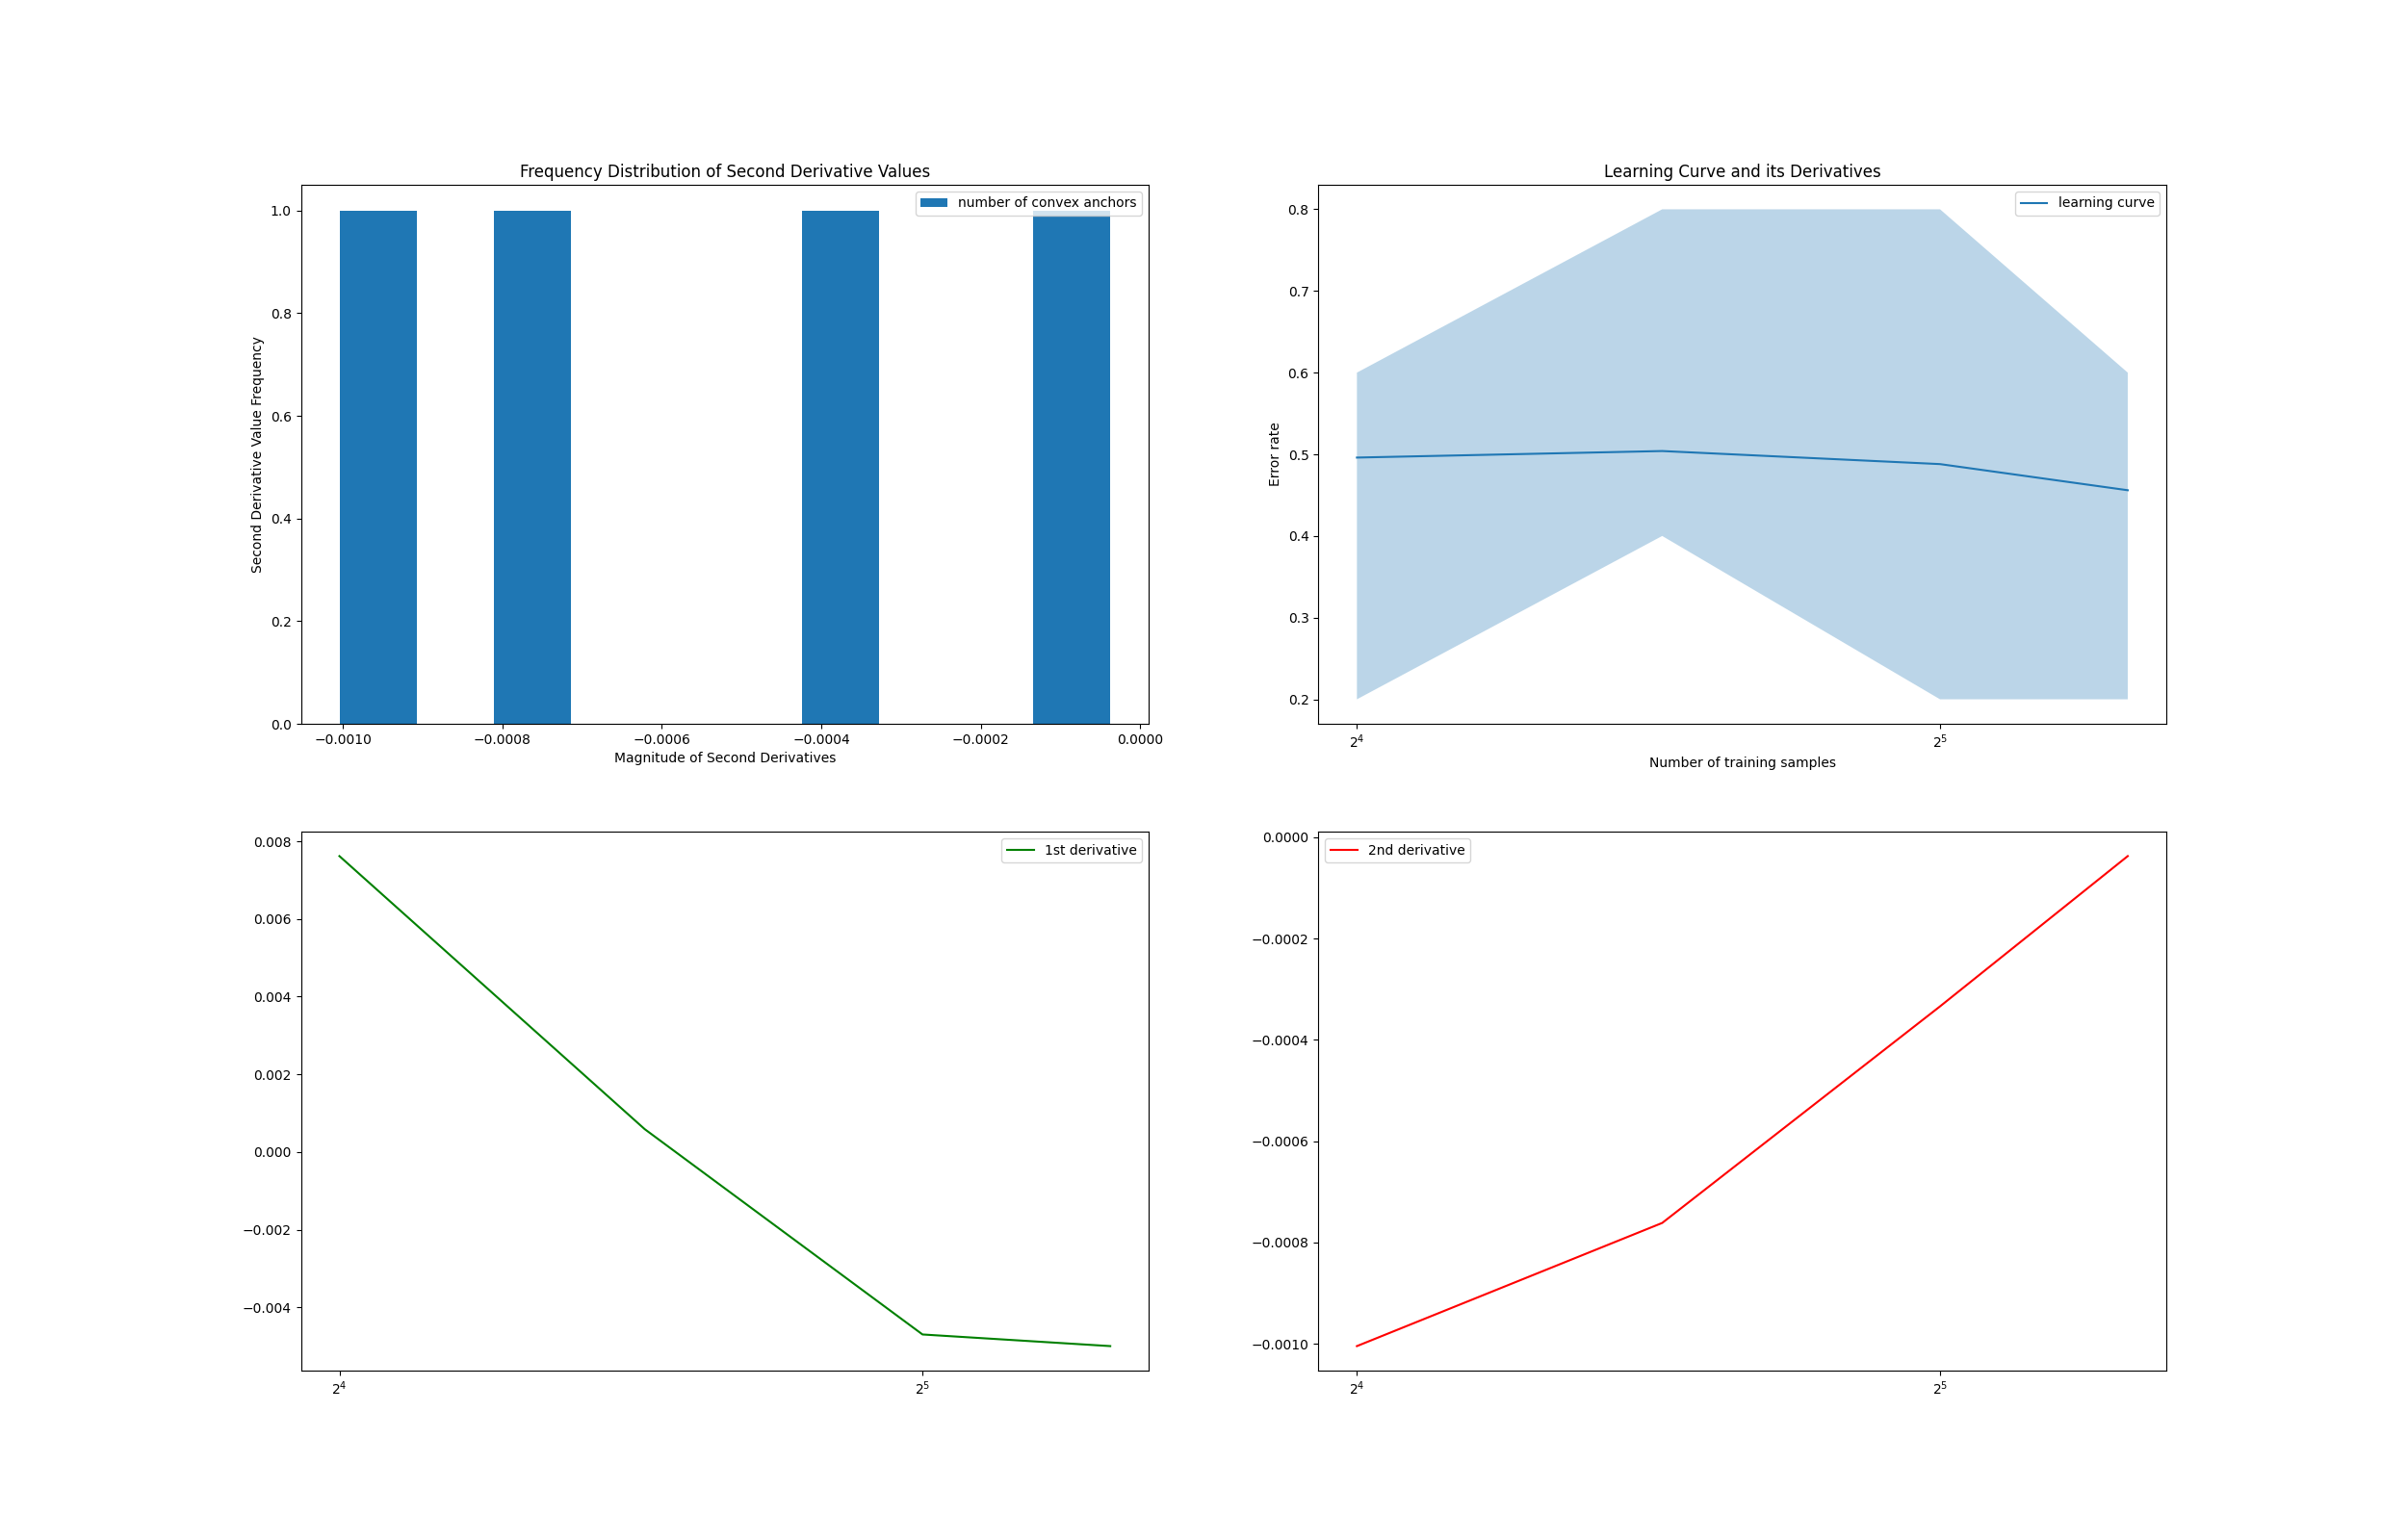 Frequency Distribution of Second Derivative Values
number of convex anchors
1.0
0.8
0.6
0.4
0.2
0.0
Second Derivative Value Frequency
−0.0010 −0.0008 −0.0006 −0.0004 −0.0002 0.0000
Magnitude of Second Derivatives
Learning Curve and its Derivatives
learning curve
0.8
0.7
0.6
0.5
0.4
0.3
0.2
Error rate
2⁴ 2⁵
Number of training samples
1st derivative
0.008
0.006
0.004
0.002
0.000
−0.002
−0.004
2⁴ 2⁵
2nd derivative
0.0000
−0.0002
−0.0004
−0.0006
−0.0008
−0.0010
2⁴ 2⁵